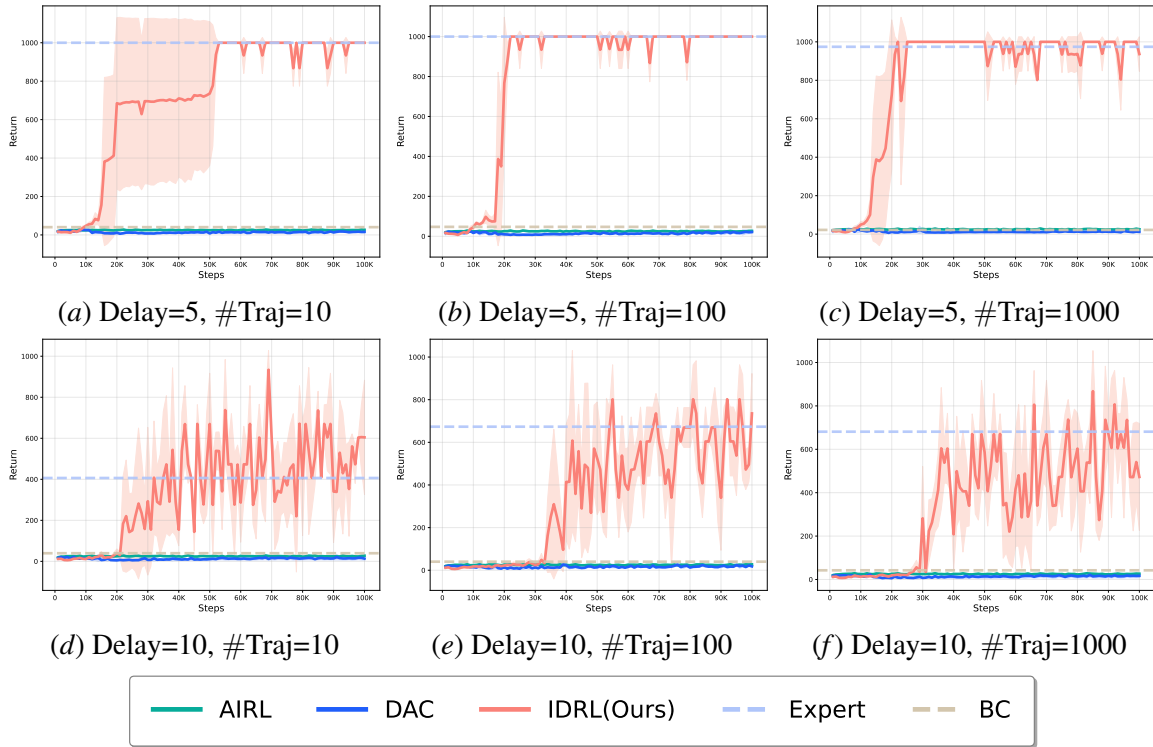 1000
800
600
400
200
0
Return
0 10K 20K 30K 40K 50K 60K 70K 80K 90K 100K
Steps
(a) Delay=5, #Traj=10
1000
800
600
400
200
0
Return
0 10K 20K 30K 40K 50K 60K 70K 80K 90K 100K
Steps
(b) Delay=5, #Traj=100
1000
800
600
400
200
0
Return
0 10K 20K 30K 40K 50K 60K 70K 80K 90K 100K
Steps
(c) Delay=5, #Traj=1000
1000
800
600
400
200
0
Return
0 10K 20K 30K 40K 50K 60K 70K 80K 90K 100K
Steps
(d) Delay=10, #Traj=10
1000
800
600
400
200
0
Return
0 10K 20K 30K 40K 50K 60K 70K 80K 90K 100K
Steps
(e) Delay=10, #Traj=100
1000
800
600
400
200
0
Return
0 10K 20K 30K 40K 50K 60K 70K 80K 90K 100K
Steps
(f) Delay=10, #Traj=1000
AIRL DAC IDRL(Ours) Expert BC